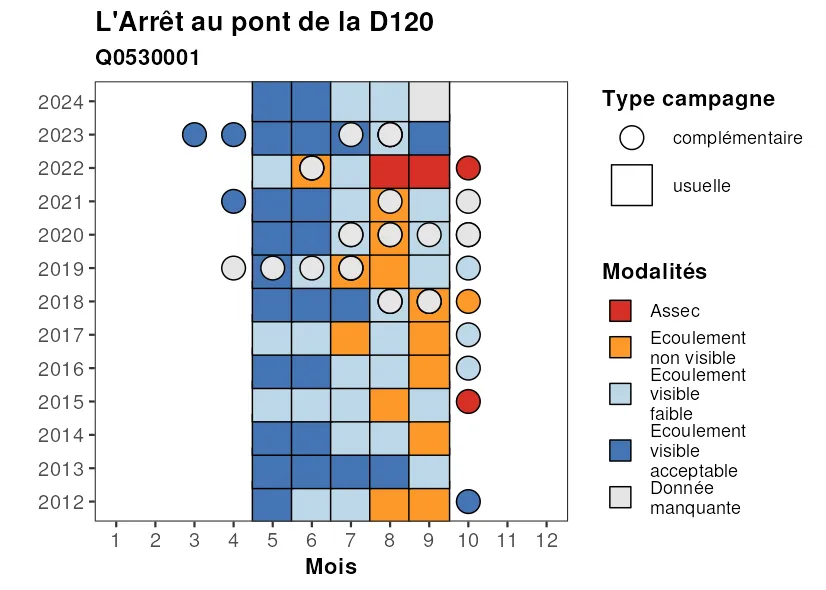 L'Arrêt au pont de la D120
Q0530001
2024
2023
2022
2021
2020
2019
2018
2017
2016
2015
2014
2013
2012
1 2 3 4 5 6 7 8 9 10 11 12
Mois
Type campagne
complémentaire
usuelle
Modalités
Assec
Ecoulement
non visible
Ecoulement
visible
faible
Ecoulement
visible
acceptable
Donnée
manquante